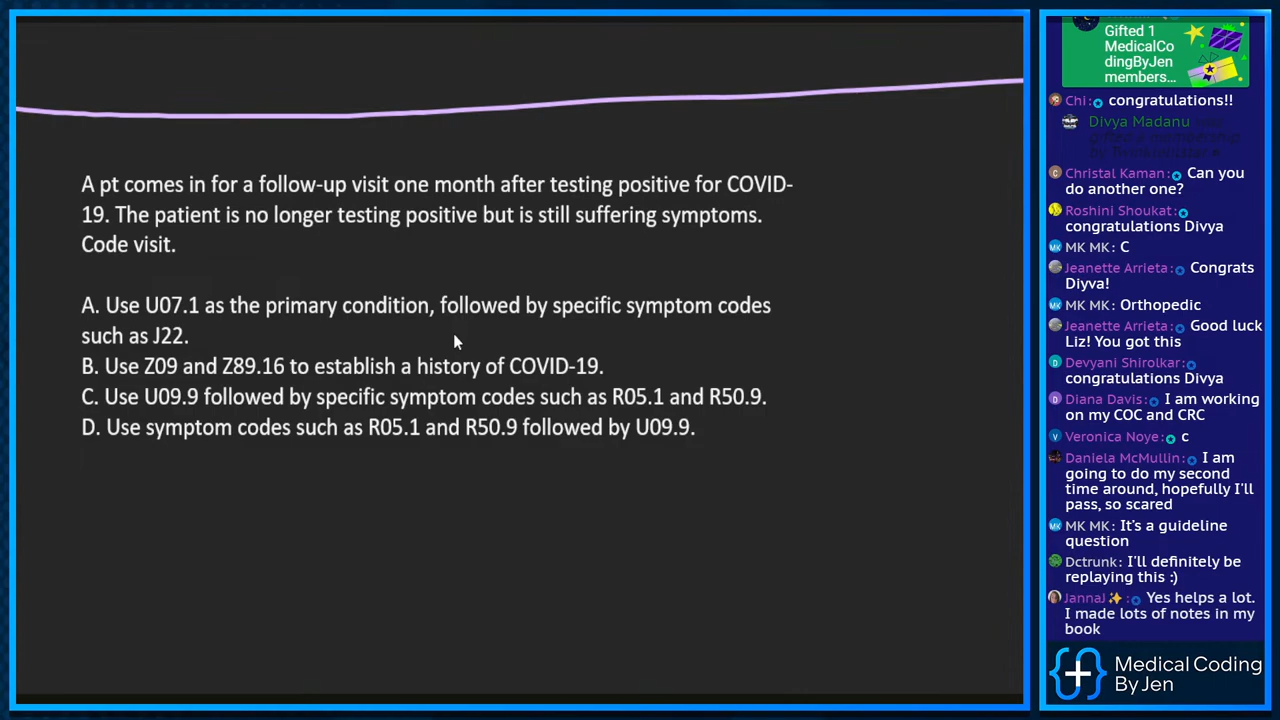 A pt comes in for a follow-up visit one month after testing positive for COVID-
19. The patient is no longer testing positive but is still suffering symptoms.
Code visit.
A. Use U07.1 as the primary condition, followed by specific symptom codes
such as J22.
B. Use Z09 and Z89.16 to establish a history of COVID-19.
C. Use U09.9 followed by specific symptom codes such as R05.1 and R50.9.
D. Use symptom codes such as R05.1 and R50.9 followed by U09.9.
Gifted 1
MedicalCo
dingByJen
members...
Chi: congratulations!!
Divya Madanu was
gifted a membership
by
Christal Kaman: Can you
do another one?
Roshini Shoukat:
congratulations Divya
MK MK: C
Jeanette Arrieta: Congrats
Diyva!
MK MK: Orthopedic
Jeanette Arrieta: Good luck
Liz! You got this
Devyani Shirolkar:
congratulations Divya
Diana Davis: I am working
on my COC and CRC
Veronica Noye: c
Daniela McMullin: I am
going to do my second
time around, hopefully I'll
pass, so scared
MK MK: It's a guideline
question
Dctrunk: I'll definitely be
replaying this :)
JannaJ✨: Yes helps a lot.
I made lots of notes in my
book
Medical Coding
By Jen